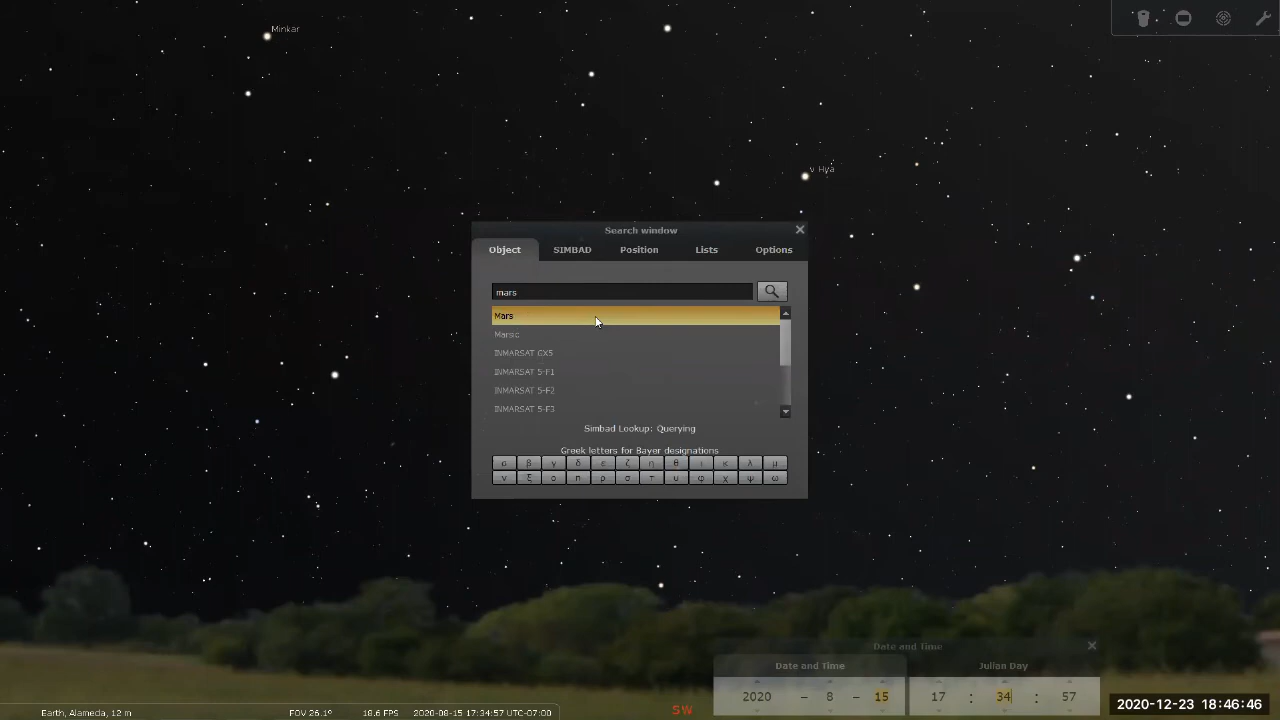 Minkar
υ Hya
Search window
Object SIMBAD Position Lists Options
mars
Mars
Marsic
INMARSAT CX5
INMARSAT 5-F1
INMARSAT 5-F2
INMARSAT 5-F3
Simbad Lookup: Querying
Greek letters for Bayer designations
α β γ δ ε ζ η θ ι κ λ μ
ν ξ ο π ρ σ τ υ φ χ ψ ω
Date and Time
Date and Time Julian Day
2020 - 8 - 15 17 : 34 : 57
SW
Earth, Alameda, 12 m FOV 26.1° 19.6 FPS 2020-08-15 17:34:57 UTC-07:00
2020-12-23 18:46:46